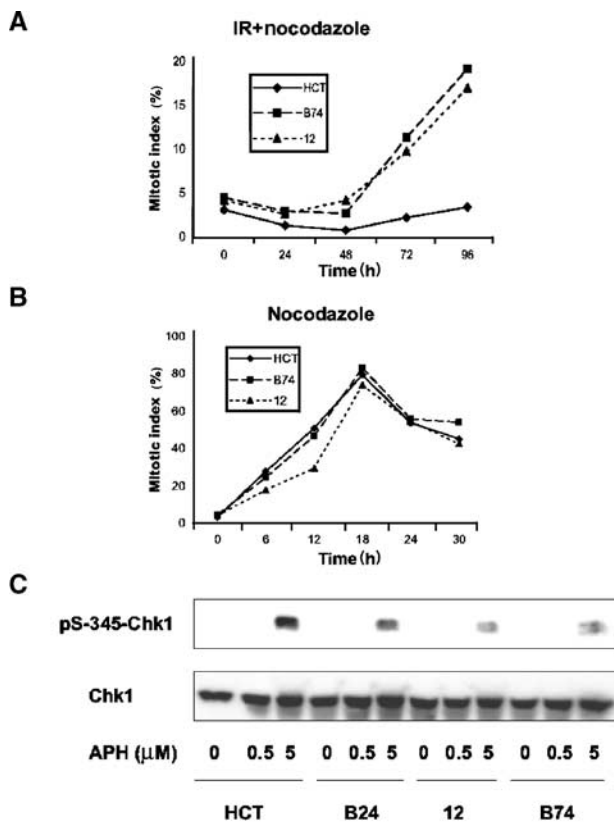 A
IR+nocodazole
Mitotic index (%)
20
15
10
5
0
HCT
B74
12
0 24 48 72 96
Time(h)
B
Nocodazole
Mitotic index (%)
100
80
60
40
20
0
HCT
B74
12
0 6 12 18 24 30
Time(h)
C
pS-345-Chk1
Chk1
APH (μM) 0 0.5 5 0 0.5 5 0 0.5 5 0 0.5 5
HCT B24 12 B74